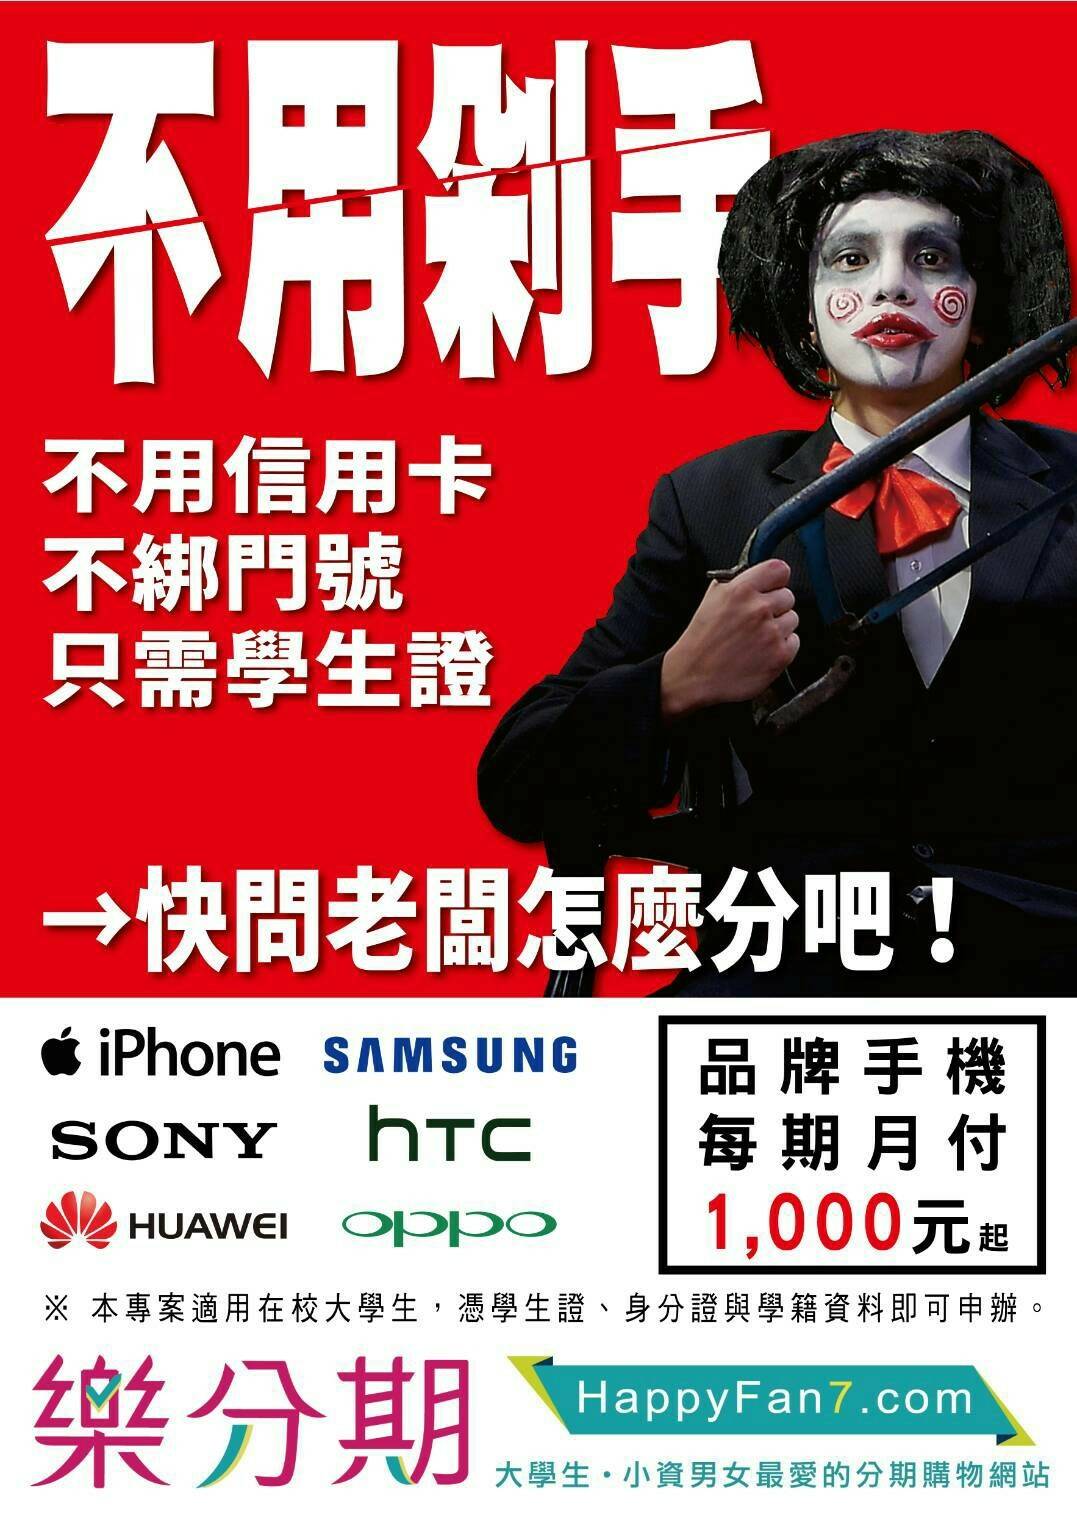 不用剁手
不用信用卡
不綁門號
只需學生證
→快問老闆怎麼分吧！
iPhone SAMSUNG
SONY hTC
HUAWEI oppo
品牌手機
每期月付
1,000元起
※ 本專案適用在校大學生，憑學生證、身分證與學籍資料即可申辦。
樂分期
HappyFan7.com
大學生・小資男女最愛的分期購物網站